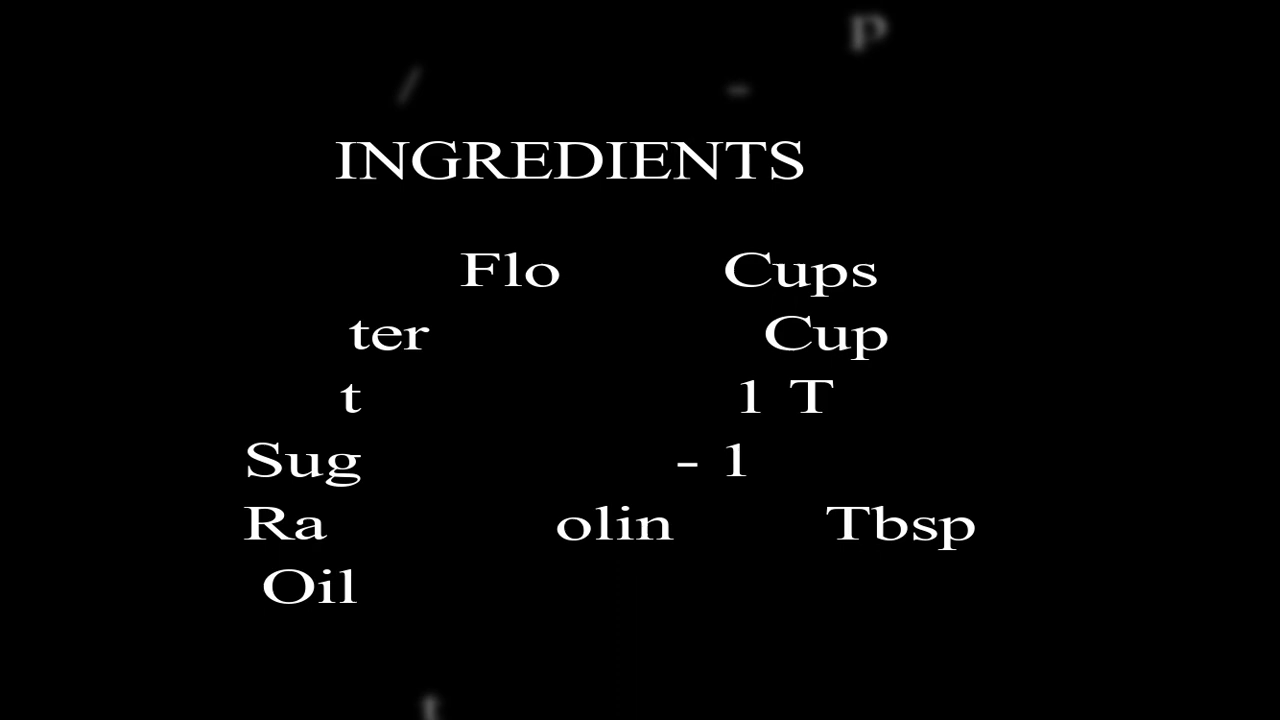 INGREDIENTS
Flo Cups
ter Cup
t 1 T
Sug - 1
Ra olin Tbsp
Oil